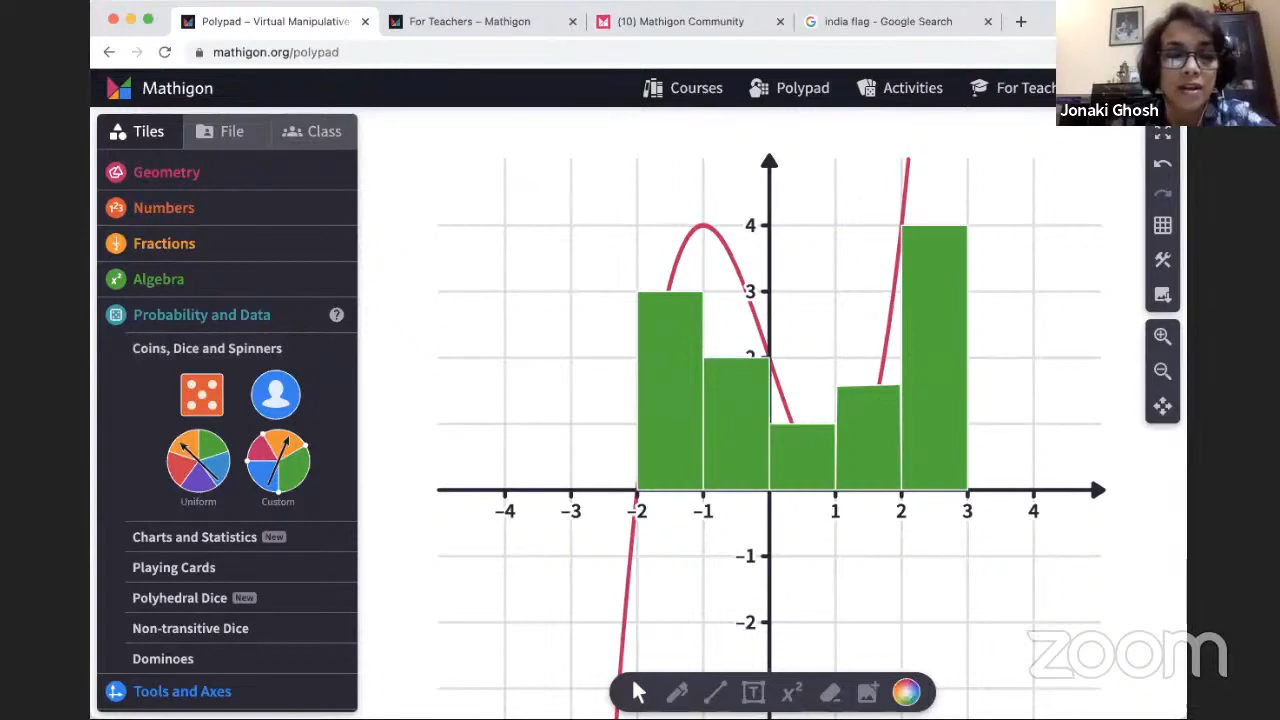 Polypad – Virtual Manipulative
For Teachers – Mathigon
(10) Mathigon Community
india flag - Google Search
mathigon.org/polypad
Mathigon
Courses
Polypad
Activities
For Teach
Jonaki Ghosh
Tiles
File
Class
Geometry
Numbers
Fractions
Algebra
Probability and Data
?
Coins, Dice and Spinners
Uniform
Custom
Charts and Statistics New
Playing Cards
Polyhedral Dice New
Non-transitive Dice
Dominoes
Tools and Axes
4
3
2
–4 –3 –2 –1 1 2 3 4
–1
–2
T x²
zoom